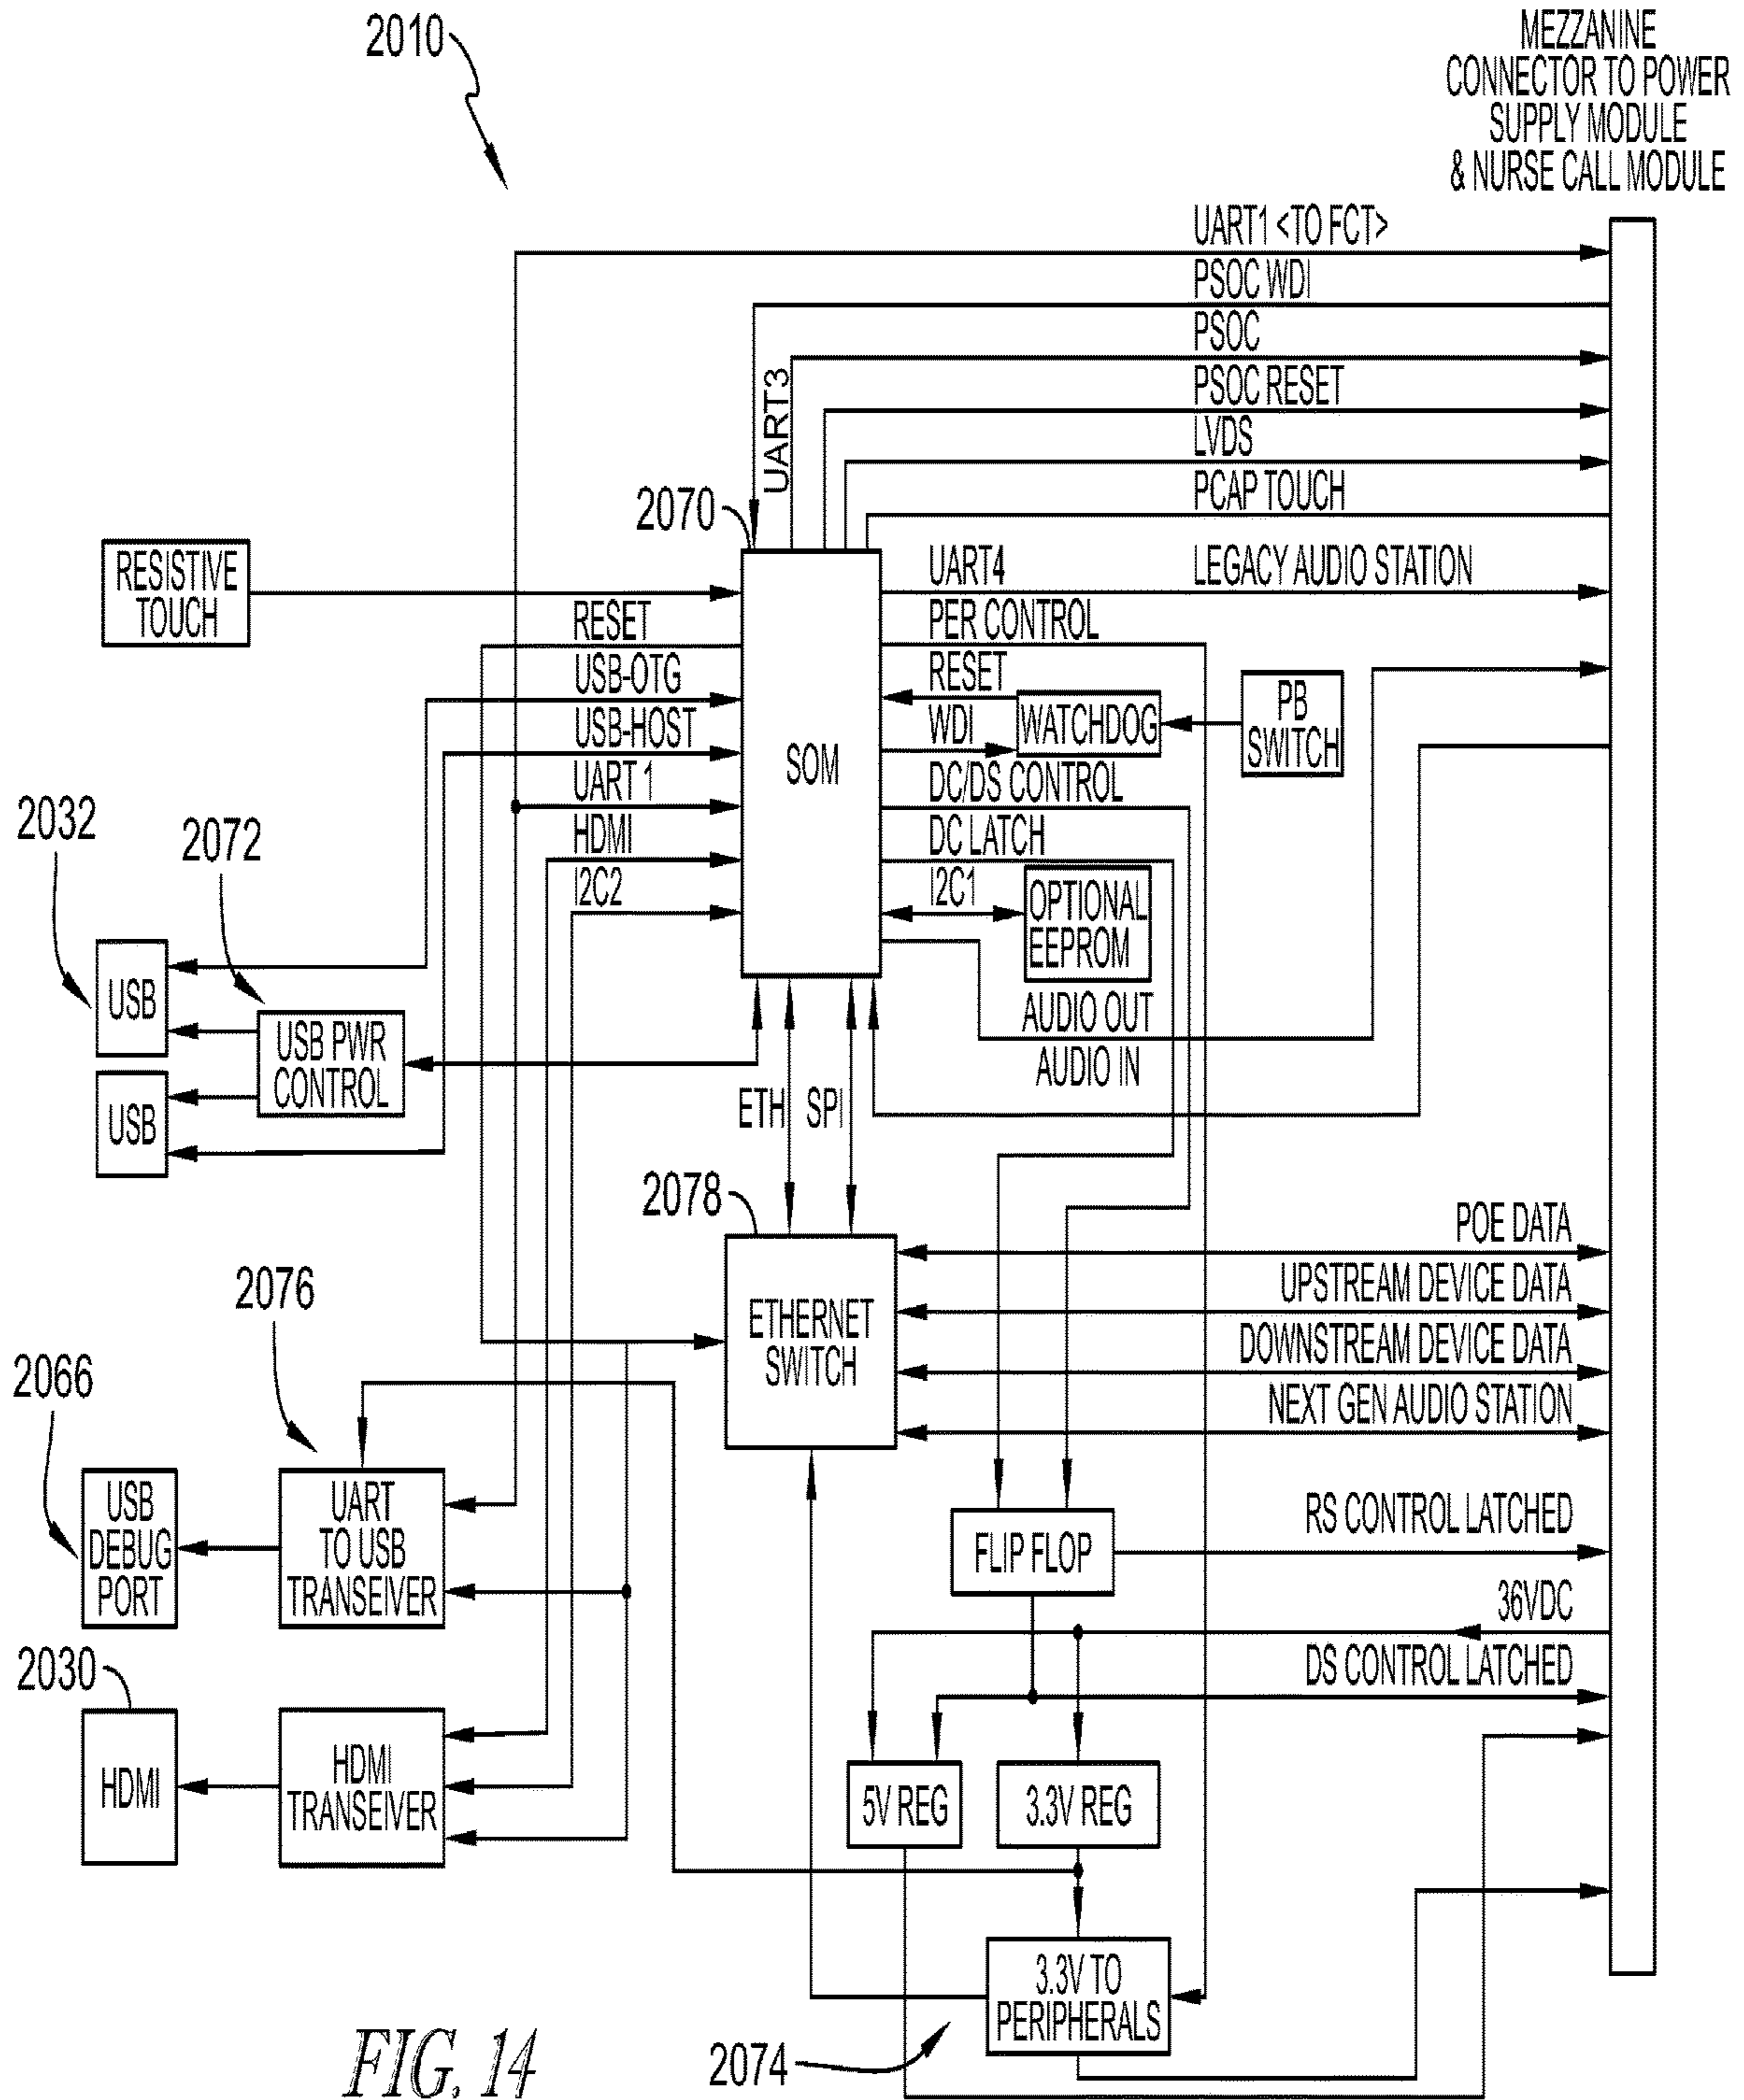 2010
MEZZANINE
CONNECTOR TO POWER
SUPPLY MODULE
& NURSE CALL MODULE
UART1 <TO FCT>
PSOC WDI
PSOC
PSOC RESET
LVDS
PCAP TOUCH
UART3
2070
RESISTIVE
TOUCH
UART4
LEGACY AUDIO STATION
RESET
PER CONTROL
USB-OTG
RESET
USB-HOST
WDI
WATCHDOG
PB
SWITCH
SOM
UART 1
DC/DS CONTROL
HDMI
DC LATCH
I2C2
I2C1
OPTIONAL
EEPROM
2032
2072
USB
USB PWR
CONTROL
USB
AUDIO OUT
AUDIO IN
ETH
SPI
2078
ETHERNET
SWITCH
POE DATA
UPSTREAM DEVICE DATA
DOWNSTREAM DEVICE DATA
NEXT GEN AUDIO STATION
2076
2066
USB
DEBUG
PORT
UART
TO USB
TRANSEIVER
FLIP FLOP
RS CONTROL LATCHED
36VDC
DS CONTROL LATCHED
2030
HDMI
HDMI
TRANSEIVER
5V REG
3.3V REG
3.3V TO
PERIPHERALS
2074
FIG. 14